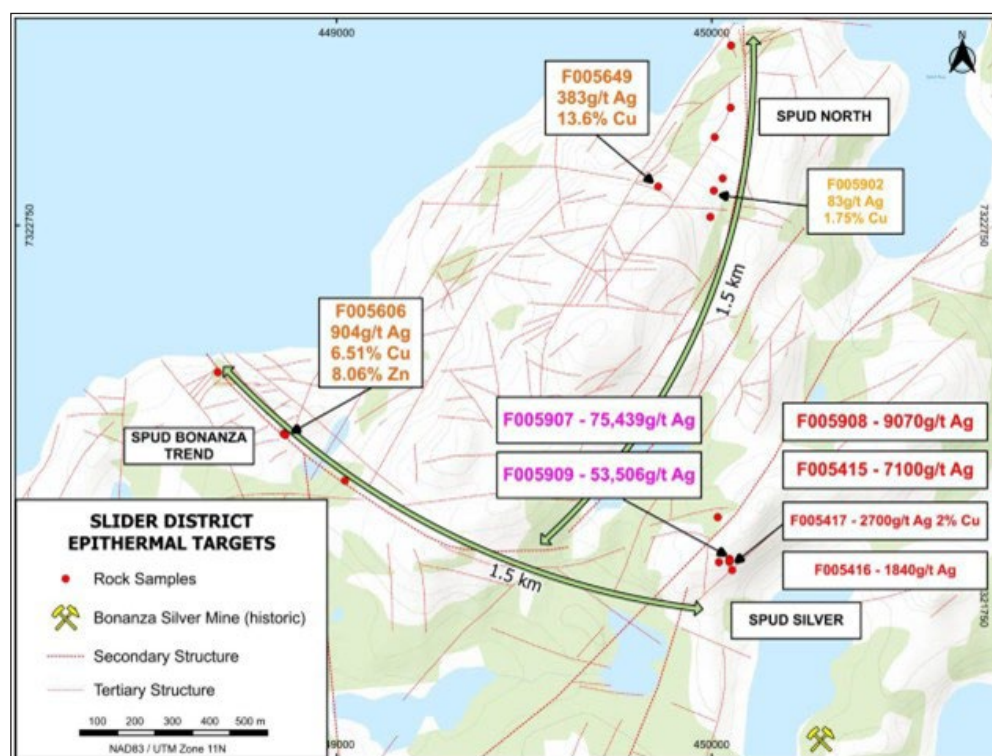 449000
450000
N
F005649
383g/t Ag
13.6% Cu
SPUD NORTH
F005902
83g/t Ag
1.75% Cu
7322750
7322750
1.5 km
F005606
904g/t Ag
6.51% Cu
8.06% Zn
F005907 - 75,439g/t Ag
F005908 - 9070g/t Ag
SPUD BONANZA
TREND
F005909 - 53,506g/t Ag
F005415 - 7100g/t Ag
F005417 - 2700g/t Ag 2% Cu
F005416 - 1840g/t Ag
1.5 km
SPUD SILVER
SLIDER DISTRICT
EPITHERMAL TARGETS
Rock Samples
Bonanza Silver Mine (historic)
Secondary Structure
Tertiary Structure
100 200 300 400 500 m
NAD83 / UTM Zone 11N
450000